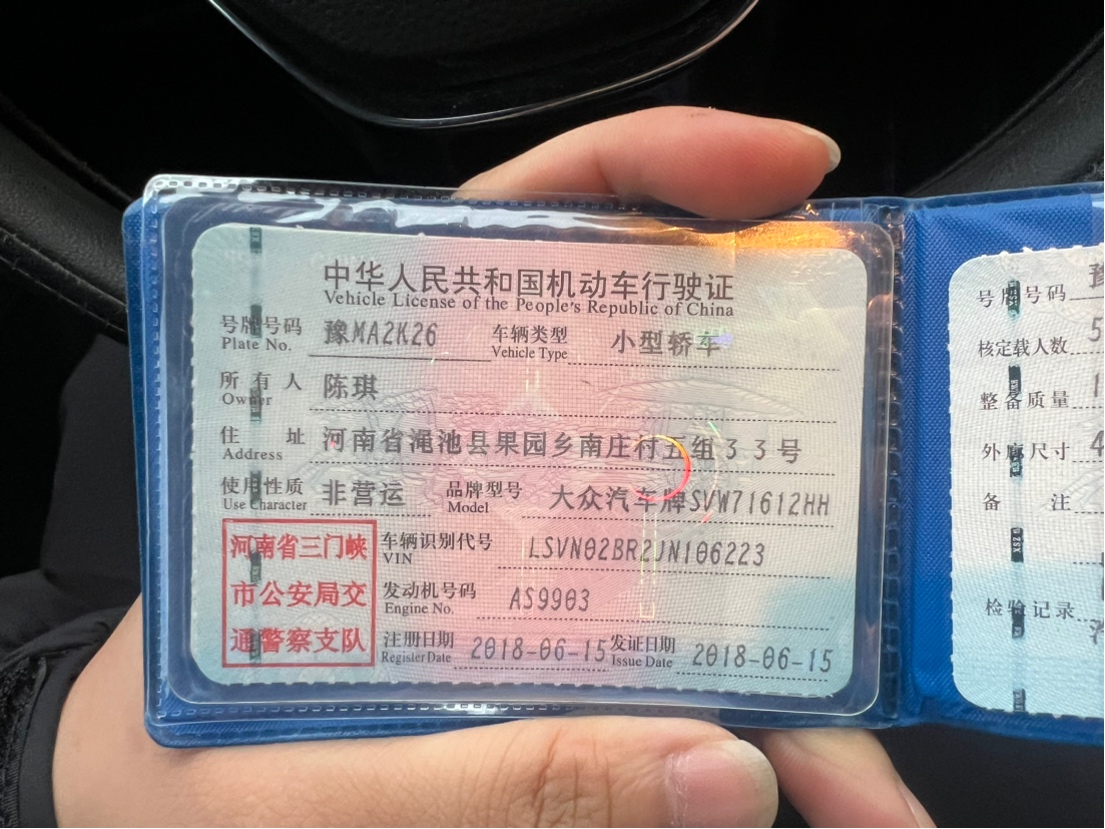 中华人民共和国机动车行驶证
Vehicle License of the People's Republic of China
号牌号码 豫MA2K26 车辆类型 小型轿车
Plate No. Vehicle Type
所有人 陈琪
Owner
住址 河南省渑池县果园乡南庄村五组33号
Address
使用性质 非营运 品牌型号 大众汽车牌SVW71612HH
Use Character Model
河南省三门峡
市公安局交
通警察支队
车辆识别代号 LSVN02BR2JN106223
VIN
发动机号码 AS9903
Engine No.
注册日期 2018-06-15 发证日期 2018-06-15
Register Date Issue Date
号牌号码 豫
核定载人数 5
整备质量 1
外廓尺寸 4
备注
检验记录